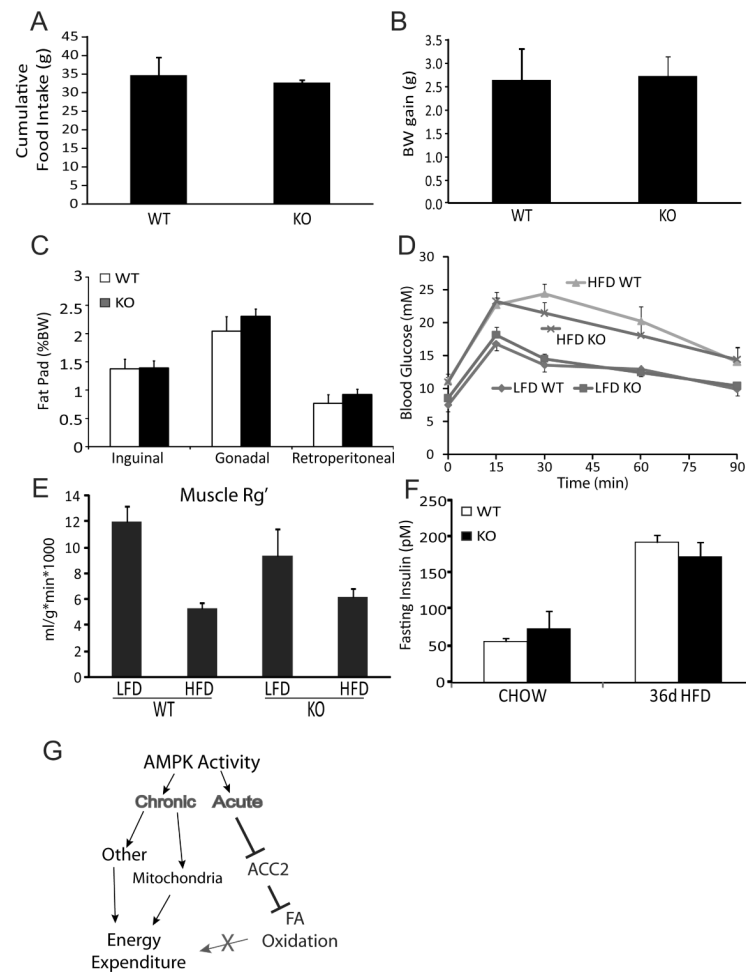 A
Cumulative
Food Intake (g)
50
45
40
35
30
25
20
15
10
5
0
WT
KO
B
BW gain (g)
3.5
3.0
2.5
2.0
1.5
1.0
0.5
0.0
WT
KO
C
Fat Pad (%BW)
3
2.5
2
1.5
1
0.5
0
WT
KO
Inguinal
Gonadal
Retroperitoneal
D
Blood Glucose (mM)
30
25
20
15
10
5
0
HFD WT
HFD KO
LFD WT
LFD KO
0
15
30
45
60
75
90
Time (min)
E
Muscle Rg'
ml/g*min*1000
14
12
10
8
6
4
2
0
LFD
HFD
LFD
HFD
WT
KO
F
Fasting Insulin (pM)
250
200
150
100
50
0
WT
KO
CHOW
36d HFD
G
AMPK Activity
Chronic
Acute
Other
Mitochondria
ACC2
FA
Oxidation
X
Energy
Expenditure